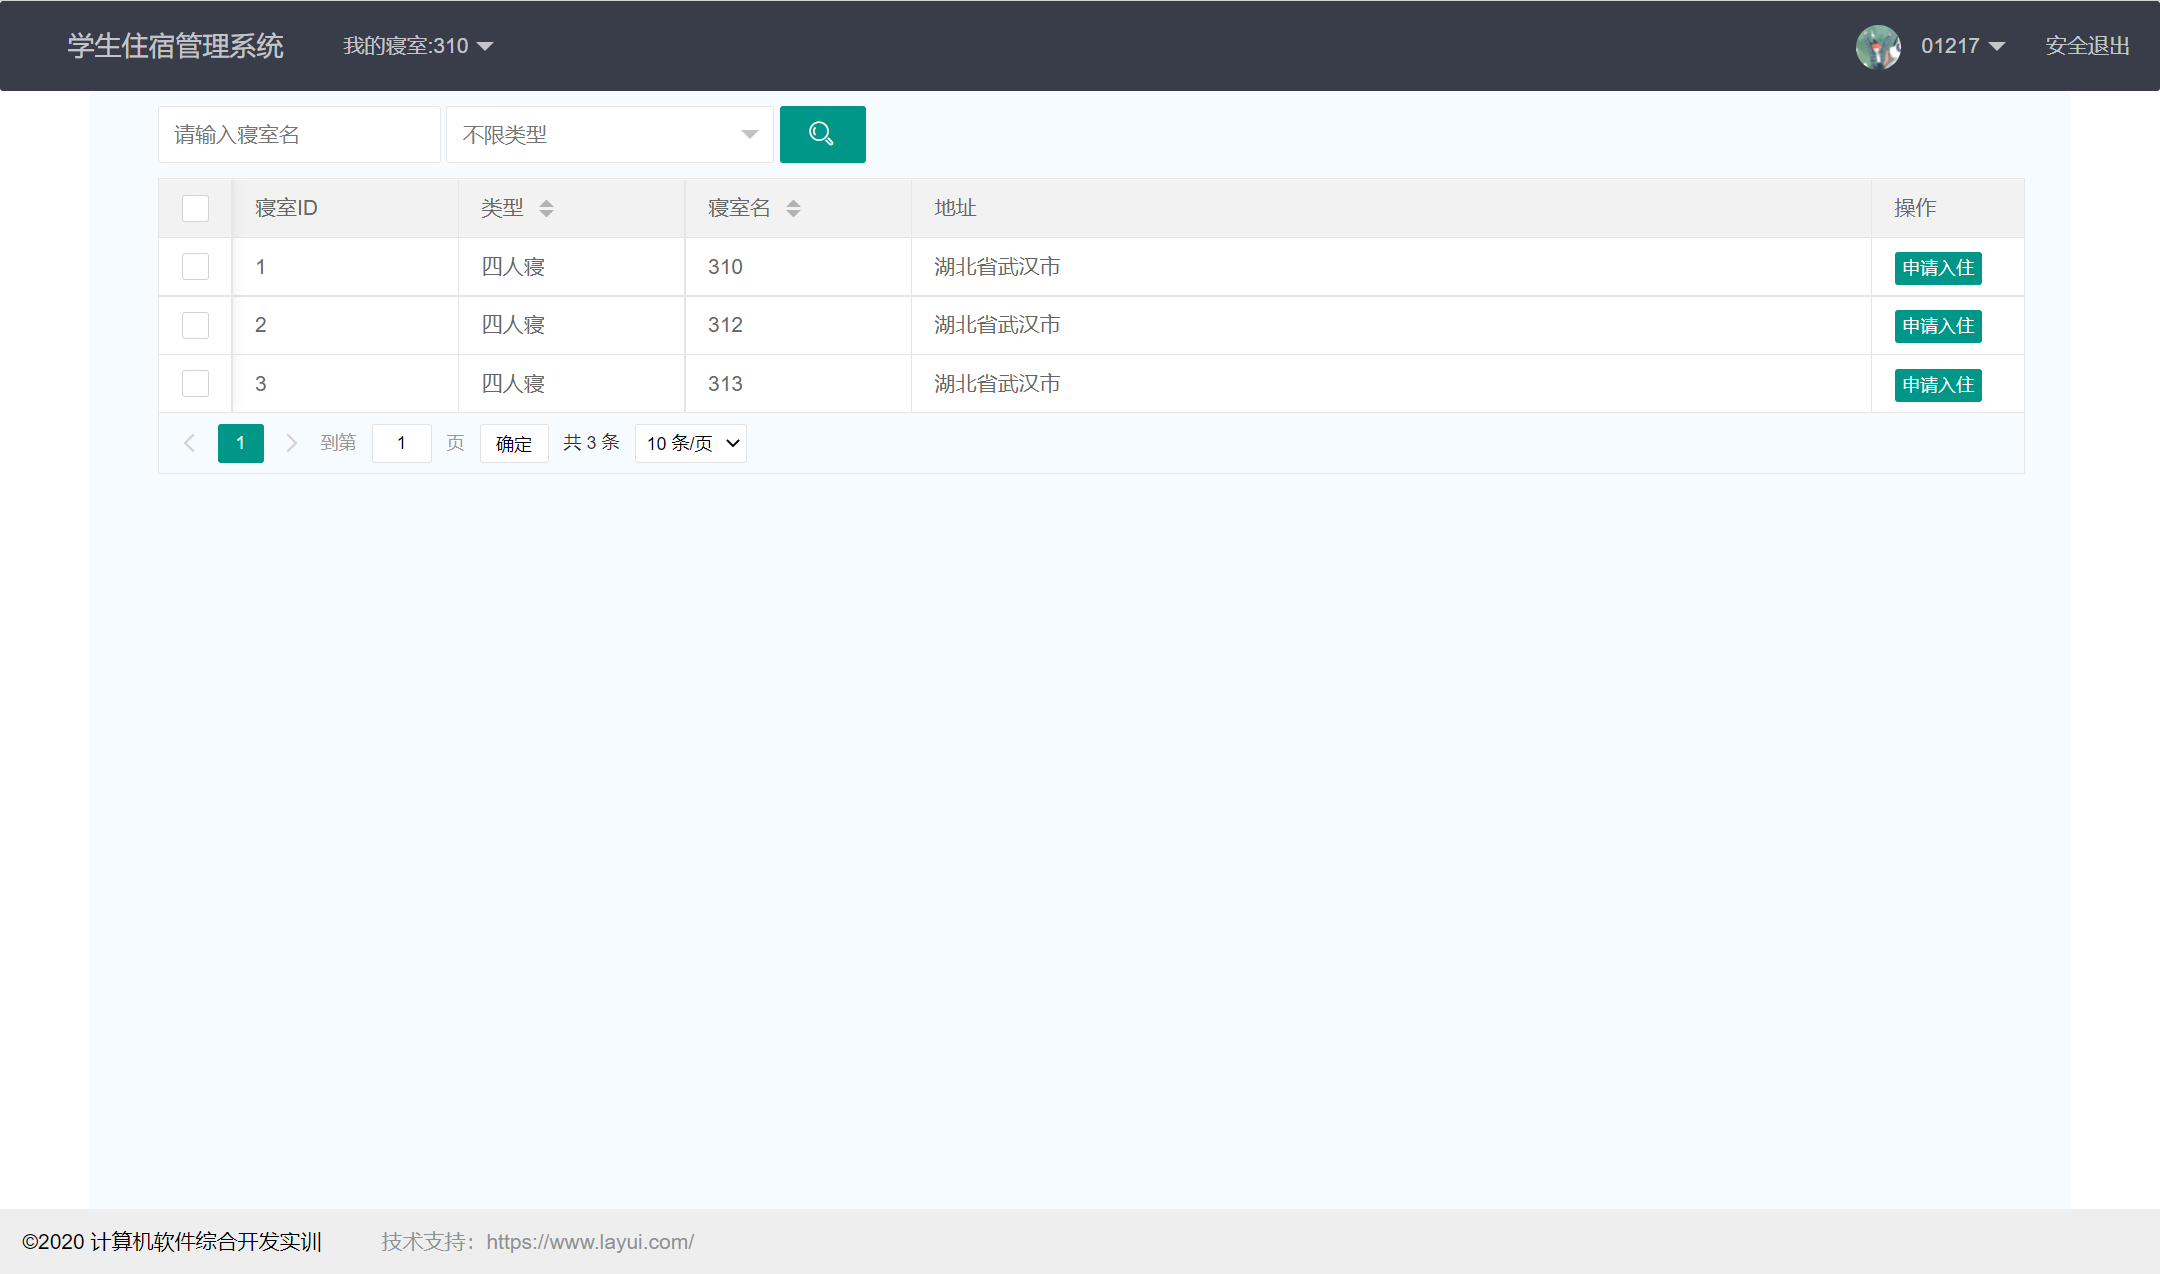 学生住宿管理系统 我的寝室:310 01217 安全退出
请输入寝室名 不限类型
寝室ID 类型 寝室名 地址 操作
1 四人寝 310 湖北省武汉市 申请入住
2 四人寝 312 湖北省武汉市 申请入住
3 四人寝 313 湖北省武汉市 申请入住
1 到第 1 页 确定 共 3 条 10 条/页
©2020 计算机软件综合开发实训 技术支持：https://www.layui.com/